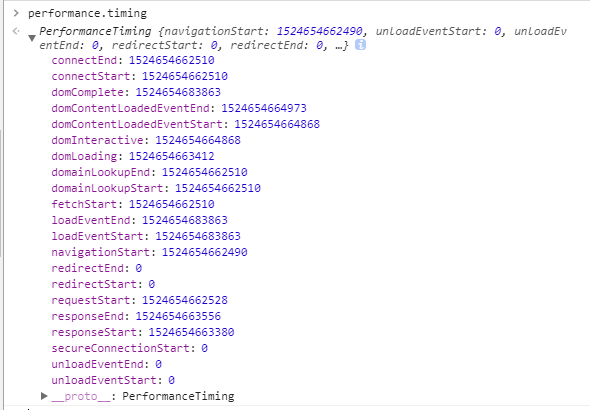 performance.timing
PerformanceTiming {navigationStart: 1524654662490, unloadEventStart: 0, unloadEv
entEnd: 0, redirectStart: 0, redirectEnd: 0, …}
connectEnd: 1524654662510
connectStart: 1524654662510
domComplete: 1524654683863
domContentLoadedEventEnd: 1524654664973
domContentLoadedEventStart: 1524654664868
domInteractive: 1524654664868
domLoading: 1524654663412
domainLookupEnd: 1524654662510
domainLookupStart: 1524654662510
fetchStart: 1524654662510
loadEventEnd: 1524654683863
loadEventStart: 1524654683863
navigationStart: 1524654662490
redirectEnd: 0
redirectStart: 0
requestStart: 1524654662528
responseEnd: 1524654663556
responseStart: 1524654663380
secureConnectionStart: 0
unloadEventEnd: 0
unloadEventStart: 0
__proto__: PerformanceTiming